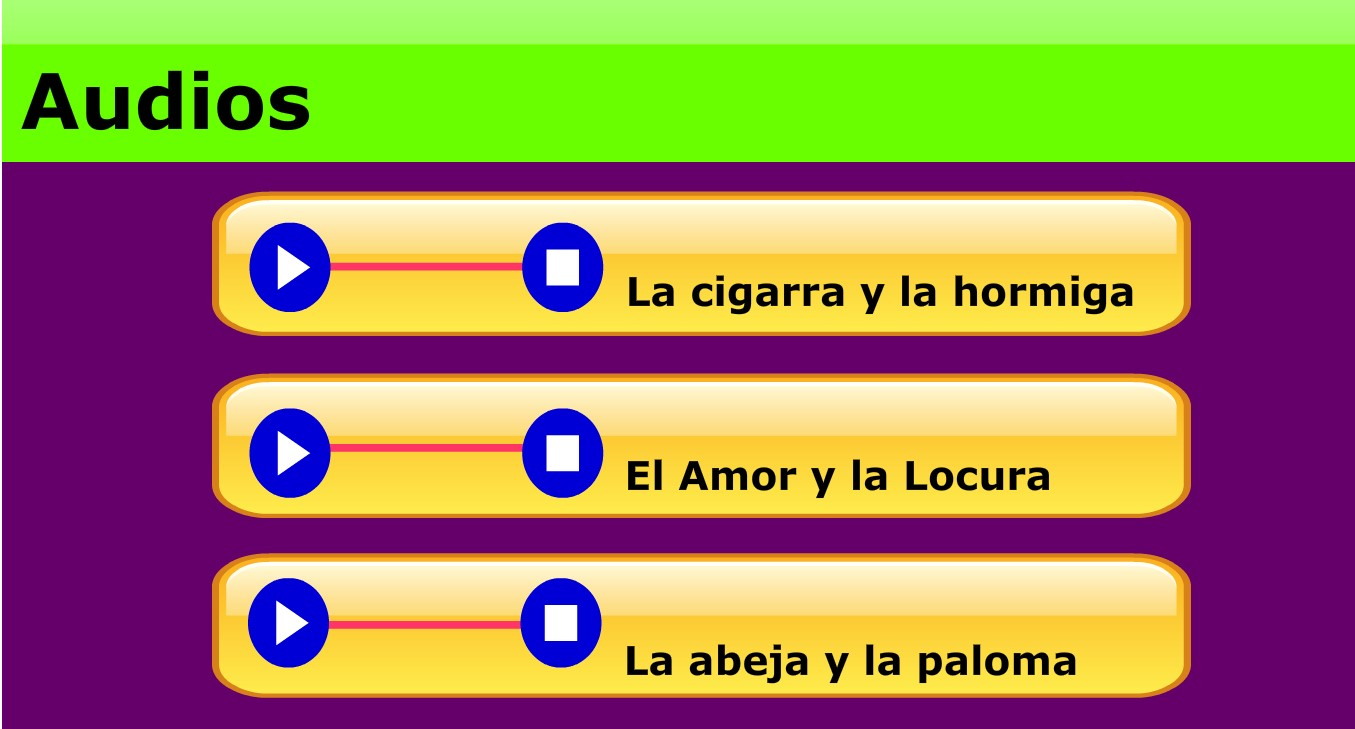 Audios
La cigarra y la hormiga
El Amor y la Locura
La abeja y la paloma